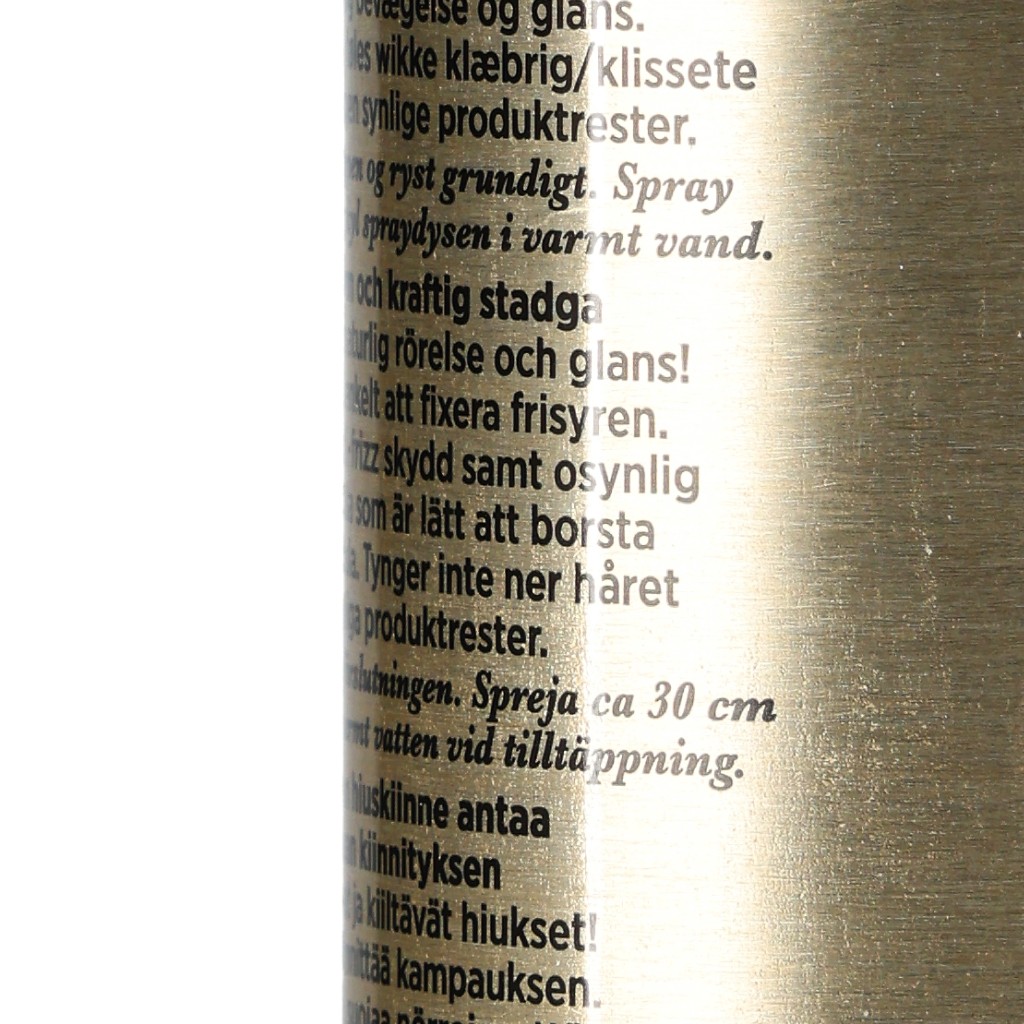 bevægelse og glans.
wikke klæbrig/klissete
synlige produktrester.
og ryst grundigt. Spray
spraydysen i varmt vand.
och kraftig stadga
rörelse och glans!
att fixera frisyren.
frizz skydd samt osynlig
som är lätt att borsta
Tynger inte ner håret
produktrester.
Spreja ca 30 cm
vatten vid tilltäppning.
hiuskiinne antaa
kiinnityksen
ja kiiltävät hiukset!
kampauksen.